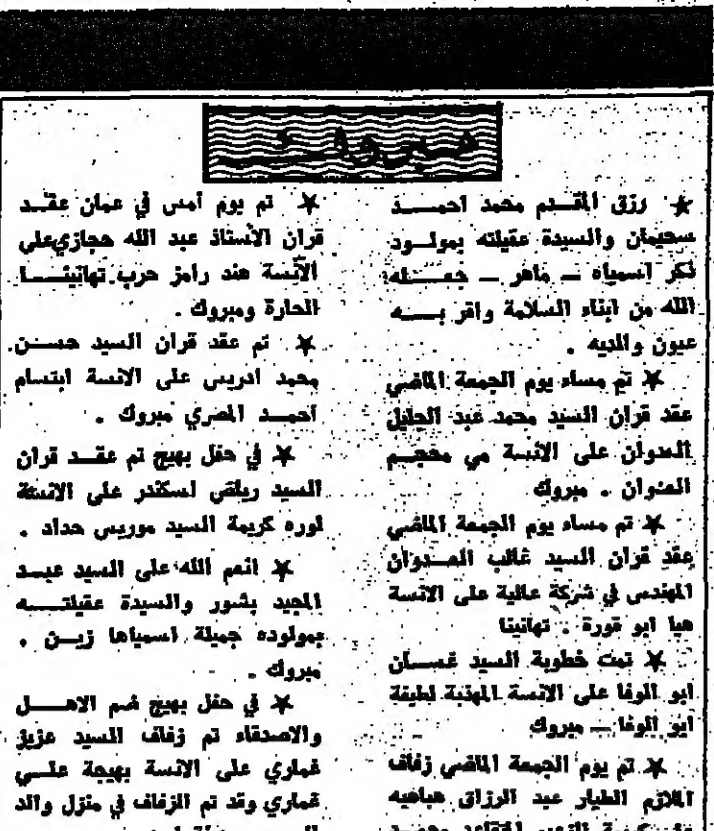 مبروك
★ رزق المقدم محمد احمد
سحيمان والسيدة عقيلته بمولود
ذكر اسمياه — ماهر — جعله
الله من ابناء السلامة واقر به
عيون والديه .
★ تم مساء يوم الجمعة الماضي
عقد قران السيد محمد عبد الجليل
العدوان على الانسة مي محجم
العدوان . مبروك
★ تم مساء يوم الجمعة الماضي
عقد قران السيد غالب العدوان
المهندس في شركة عالية على الانسة
هيا ابو قورة . تهانينا
★ تمت خطوبة السيد غسان
ابو الوفا على الانسة المهذبة لطيفة
ابو الوفا — مبروك
★ تم يوم الجمعة الماضي زفاف
الملازم الطيار عبد الرزاق هباهبه
★ تم يوم أمس في عمان عقد
قران الاستاذ عبد الله حجازي علي
الآنسة هند رامز حرب تهانينا
الحارة ومبروك .
★ تم عقد قران السيد حسن
محمد ادريس على الانسة ابتسام
احمد المصري مبروك .
★ في حفل بهيج تم عقد قران
السيد ريلقى اسكندر على الانسة
لوره كريمة السيد موريس حداد .
★ انعم الله على السيد عبد
المجيد بشور والسيدة عقيلته
بمولوده جميلة اسمياها زين .
مبروك .
★ في حفل بهيج ضم الاهل
والاصدقاء تم زفاف السيد عزيز
غماري على الانسة بهيجة علي
غماري وقد تم الزفاف في منزل والد